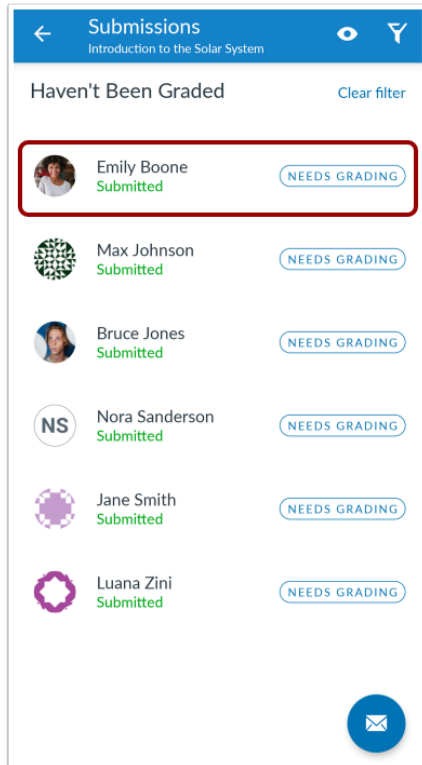 Submissions
Introduction to the Solar System
Haven't Been Graded
Clear filter
Emily Boone
Submitted
NEEDS GRADING
Max Johnson
Submitted
NEEDS GRADING
Bruce Jones
Submitted
NEEDS GRADING
NS
Nora Sanderson
Submitted
NEEDS GRADING
Jane Smith
Submitted
NEEDS GRADING
Luana Zini
Submitted
NEEDS GRADING